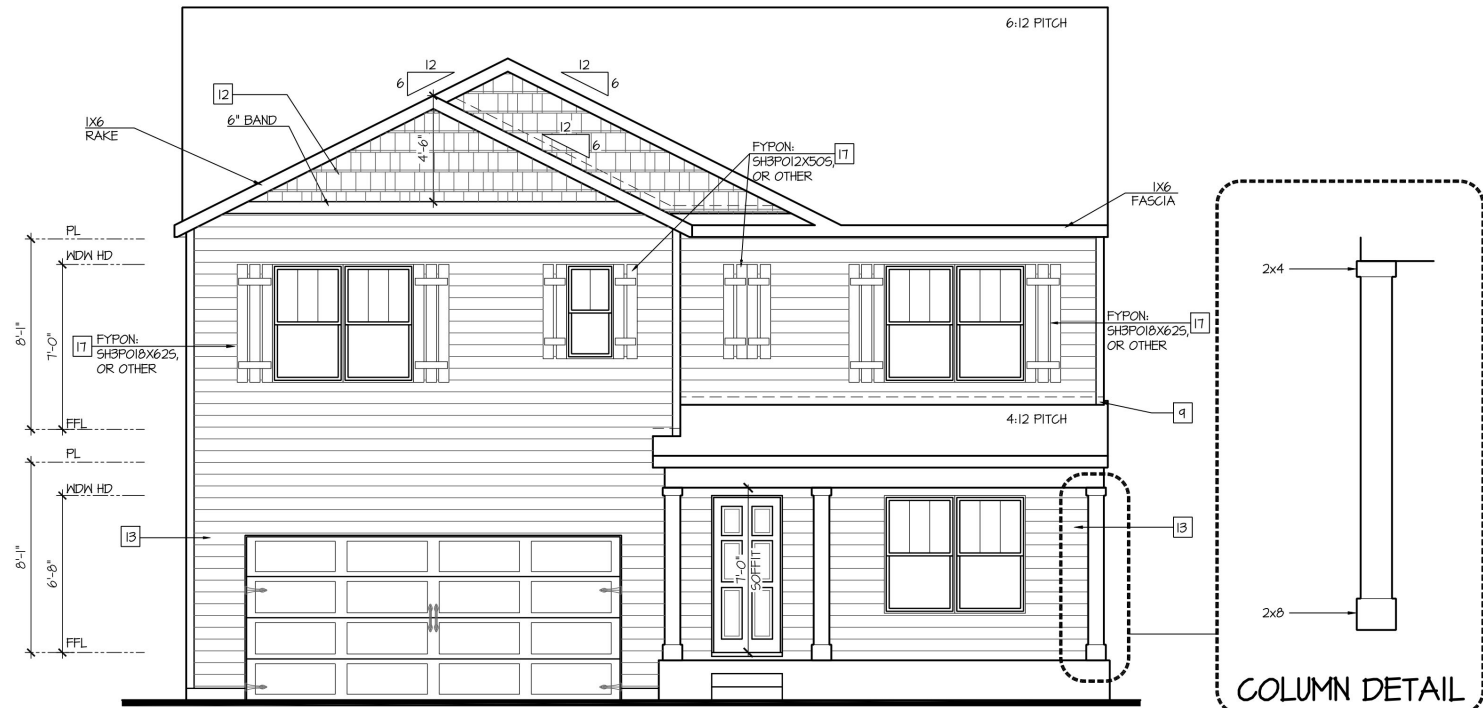 6:12 PITCH
12
6
12
6
12
1X6
RAKE
6" BAND
4'-6"
12
6
FYPON:
SH3PO12X50S,
OR OTHER
17
1X6
FASCIA
PL
WDW HD
8'-1"
7'-0"
17
FYPON:
SH3PO18X62S,
OR OTHER
FYPON:
SH3PO18X62S,
OR OTHER
17
9
4:12 PITCH
FFL
PL
WDW HD
8'-1"
6'-8"
13
7'-0"
SOFFIT
13
FFL
2x4
2x8
COLUMN DETAIL